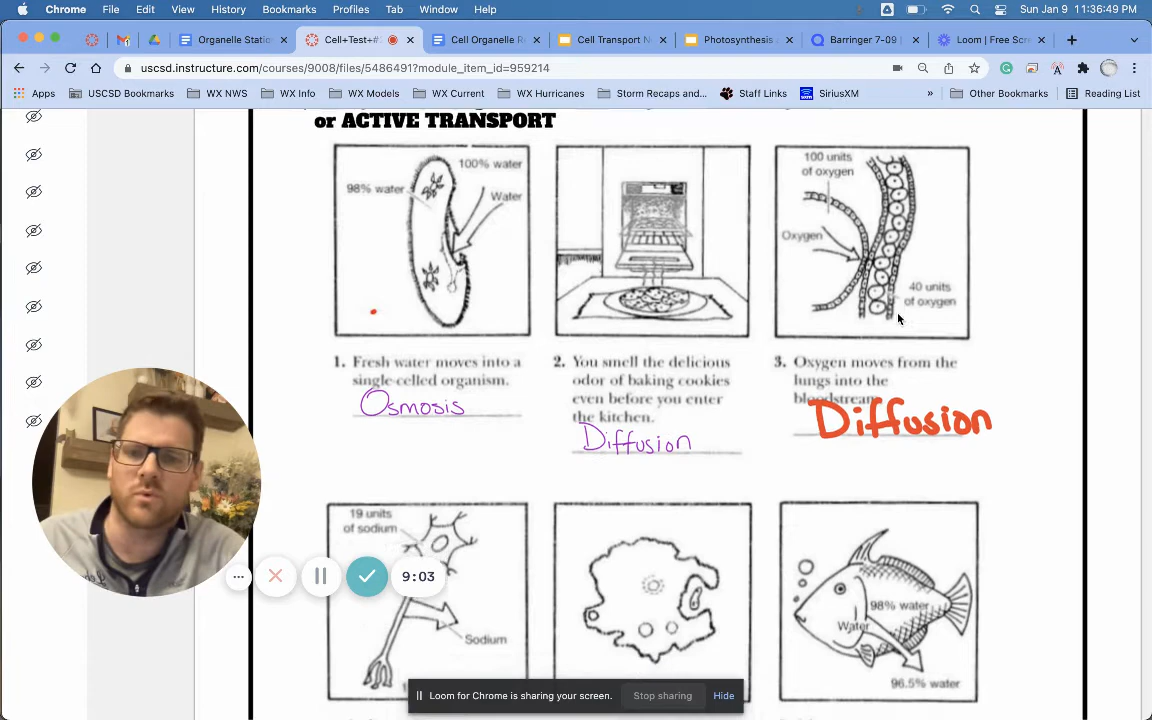 Chrome File Edit View History Bookmarks Profiles Tab Window Help Sun Jan 9 11:36:49 PM
Organelle Statio Cell+Test+# Cell Organelle R Cell Transport N Photosynthesis Barringer 7-09 | Loom | Free Scr
uscsd.instructure.com/courses/9008/files/5486491?module_item_id=959214
Apps USCSD Bookmarks WX NWS WX Info WX Models WX Current WX Hurricanes Storm Recaps and... Staff Links SiriusXM » Other Bookmarks Reading List
or ACTIVE TRANSPORT
100% water
98% water
Water
100 units
of oxygen
Oxygen
40 units
of oxygen
1. Fresh water moves into a
single-celled organism.
Osmosis
2. You smell the delicious
odor of baking cookies
even before you enter
the kitchen.
Diffusion
3. Oxygen moves from the
lungs into the
bloodstream.
Diffusion
19 units
of sodium
Sodium
98% water
Water
96.5% water
9:03
Loom for Chrome is sharing your screen. Stop sharing Hide